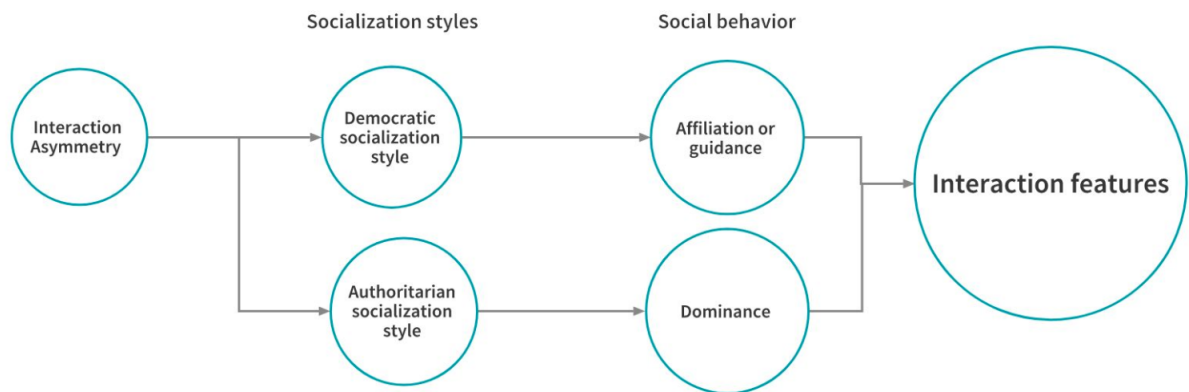 Socialization styles
Social behavior
Interaction
Asymmetry
Democratic
socialization
style
Affiliation or
guidance
Interaction features
Authoritarian
socialization
style
Dominance